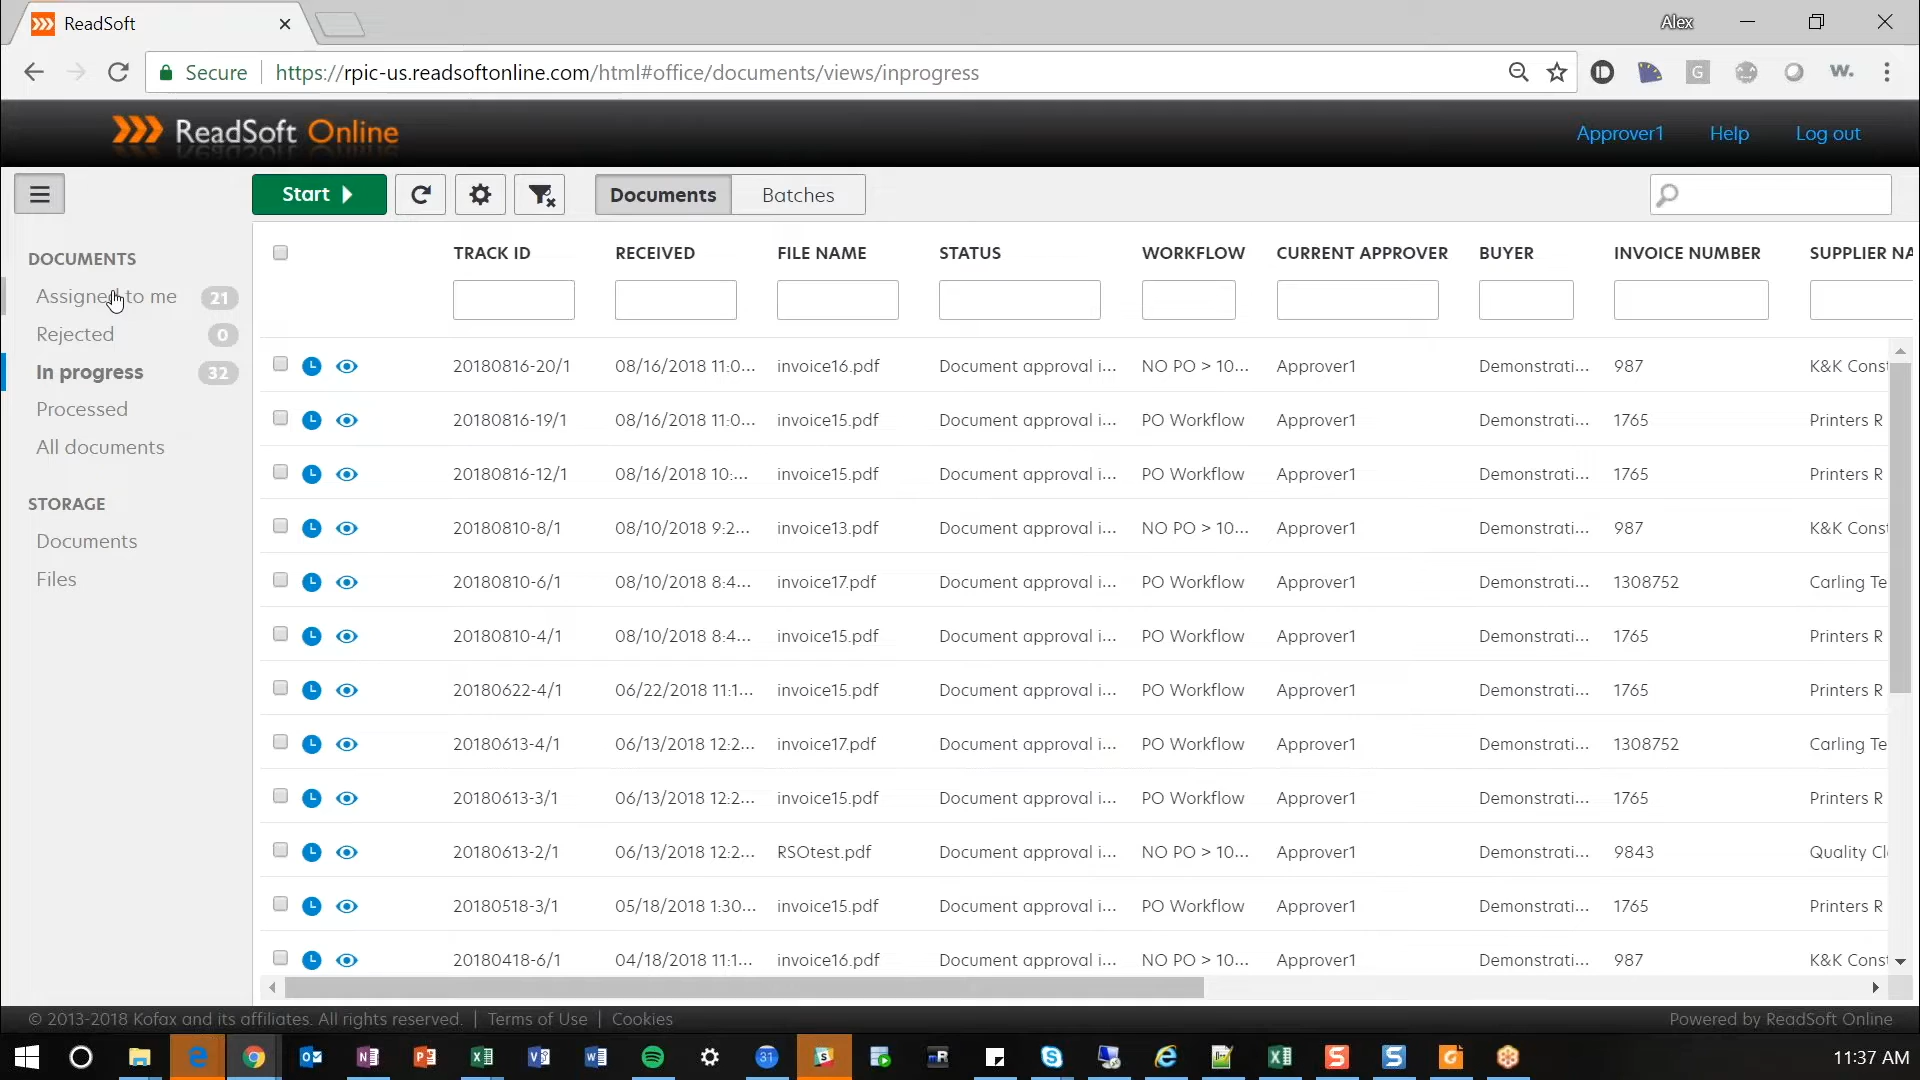 ReadSoft
Alex
Secure https://rpic-us.readsoftonline.com/html#office/documents/views/inprogress
G
w.
ReadSoft Online
Approver1 Help Log out
Start
Documents Batches
DOCUMENTS
Assigned to me 21
Rejected 0
In progress 32
Processed
All documents
STORAGE
Documents
Files
TRACK ID RECEIVED FILE NAME STATUS WORKFLOW CURRENT APPROVER BUYER INVOICE NUMBER SUPPLIER NA
20180816-20/1 08/16/2018 11:0... invoice16.pdf Document approval i... NO PO > 10... Approver1 Demonstrati... 987 K&K Const
20180816-19/1 08/16/2018 11:0... invoice15.pdf Document approval i... PO Workflow Approver1 Demonstrati... 1765 Printers R
20180816-12/1 08/16/2018 10:... invoice15.pdf Document approval i... PO Workflow Approver1 Demonstrati... 1765 Printers R
20180810-8/1 08/10/2018 9:2... invoice13.pdf Document approval i... NO PO > 10... Approver1 Demonstrati... 987 K&K Const
20180810-6/1 08/10/2018 8:4... invoice17.pdf Document approval i... PO Workflow Approver1 Demonstrati... 1308752 Carling Te
20180810-4/1 08/10/2018 8:4... invoice15.pdf Document approval i... PO Workflow Approver1 Demonstrati... 1765 Printers R
20180622-4/1 06/22/2018 11:1... invoice15.pdf Document approval i... PO Workflow Approver1 Demonstrati... 1765 Printers R
20180613-4/1 06/13/2018 12:2... invoice17.pdf Document approval i... PO Workflow Approver1 Demonstrati... 1308752 Carling Te
20180613-3/1 06/13/2018 12:2... invoice15.pdf Document approval i... PO Workflow Approver1 Demonstrati... 1765 Printers R
20180613-2/1 06/13/2018 12:2... RSOtest.pdf Document approval i... NO PO > 10... Approver1 Demonstrati... 9843 Quality Cl
20180518-3/1 05/18/2018 1:30... invoice15.pdf Document approval i... PO Workflow Approver1 Demonstrati... 1765 Printers R
20180418-6/1 04/18/2018 11:1... invoice16.pdf Document approval i... NO PO > 10... Approver1 Demonstrati... 987 K&K Const
© 2013-2018 Kofax and its affiliates. All rights reserved. | Terms of Use | Cookies
Powered by ReadSoft Online
31
11:37 AM